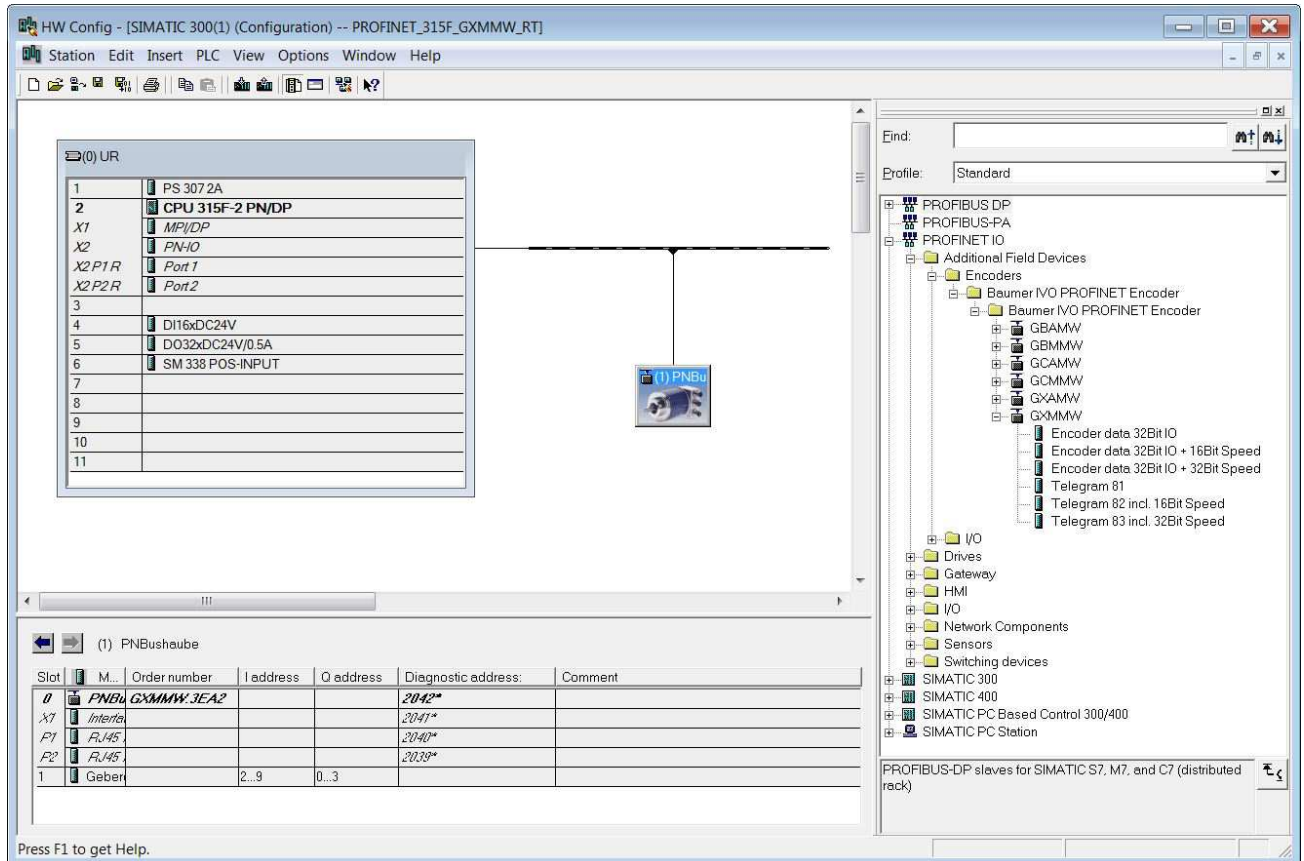 HW Config - [SIMATIC 300(1) (Configuration) -- PROFINET_315F_GXMMW_RT]
Station Edit Insert PLC View Options Window Help
(0) UR
1 PS 307 2A
2 CPU 315F-2 PN/DP
X1 MPI/DP
X2 PN-IO
X2 P1 R Port 1
X2 P2 R Port 2
3
4 DI16xDC24V
5 DO32xDC24V/0.5A
6 SM 338 POS-INPUT
7
8
9
10
11
(1) PNBu
Find:
Profile: Standard
PROFIBUS DP
PROFIBUS-PA
PROFINET IO
Additional Field Devices
Encoders
Baumer IVO PROFINET Encoder
Baumer IVO PROFINET Encoder
GBAMW
GBMMW
GCAMW
GCMMW
GXAMW
GXMMW
Encoder data 32Bit IO
Encoder data 32Bit IO + 16Bit Speed
Encoder data 32Bit IO + 32Bit Speed
Telegram 81
Telegram 82 incl. 16Bit Speed
Telegram 83 incl. 32Bit Speed
I/O
Drives
Gateway
HMI
I/O
Network Components
Sensors
Switching devices
SIMATIC 300
SIMATIC 400
SIMATIC PC Based Control 300/400
SIMATIC PC Station
PROFIBUS-DP slaves for SIMATIC S7, M7, and C7 (distributed
rack)
(1) PNBushaube
Slot M... Order number I address Q address Diagnostic address: Comment
0 PNBu GXMMW.3EA2 2042*
X1 Interfa 2041*
P1 RJ45 2040*
P2 RJ45 2039*
1 Geber 2...9 0...3
Press F1 to get Help.